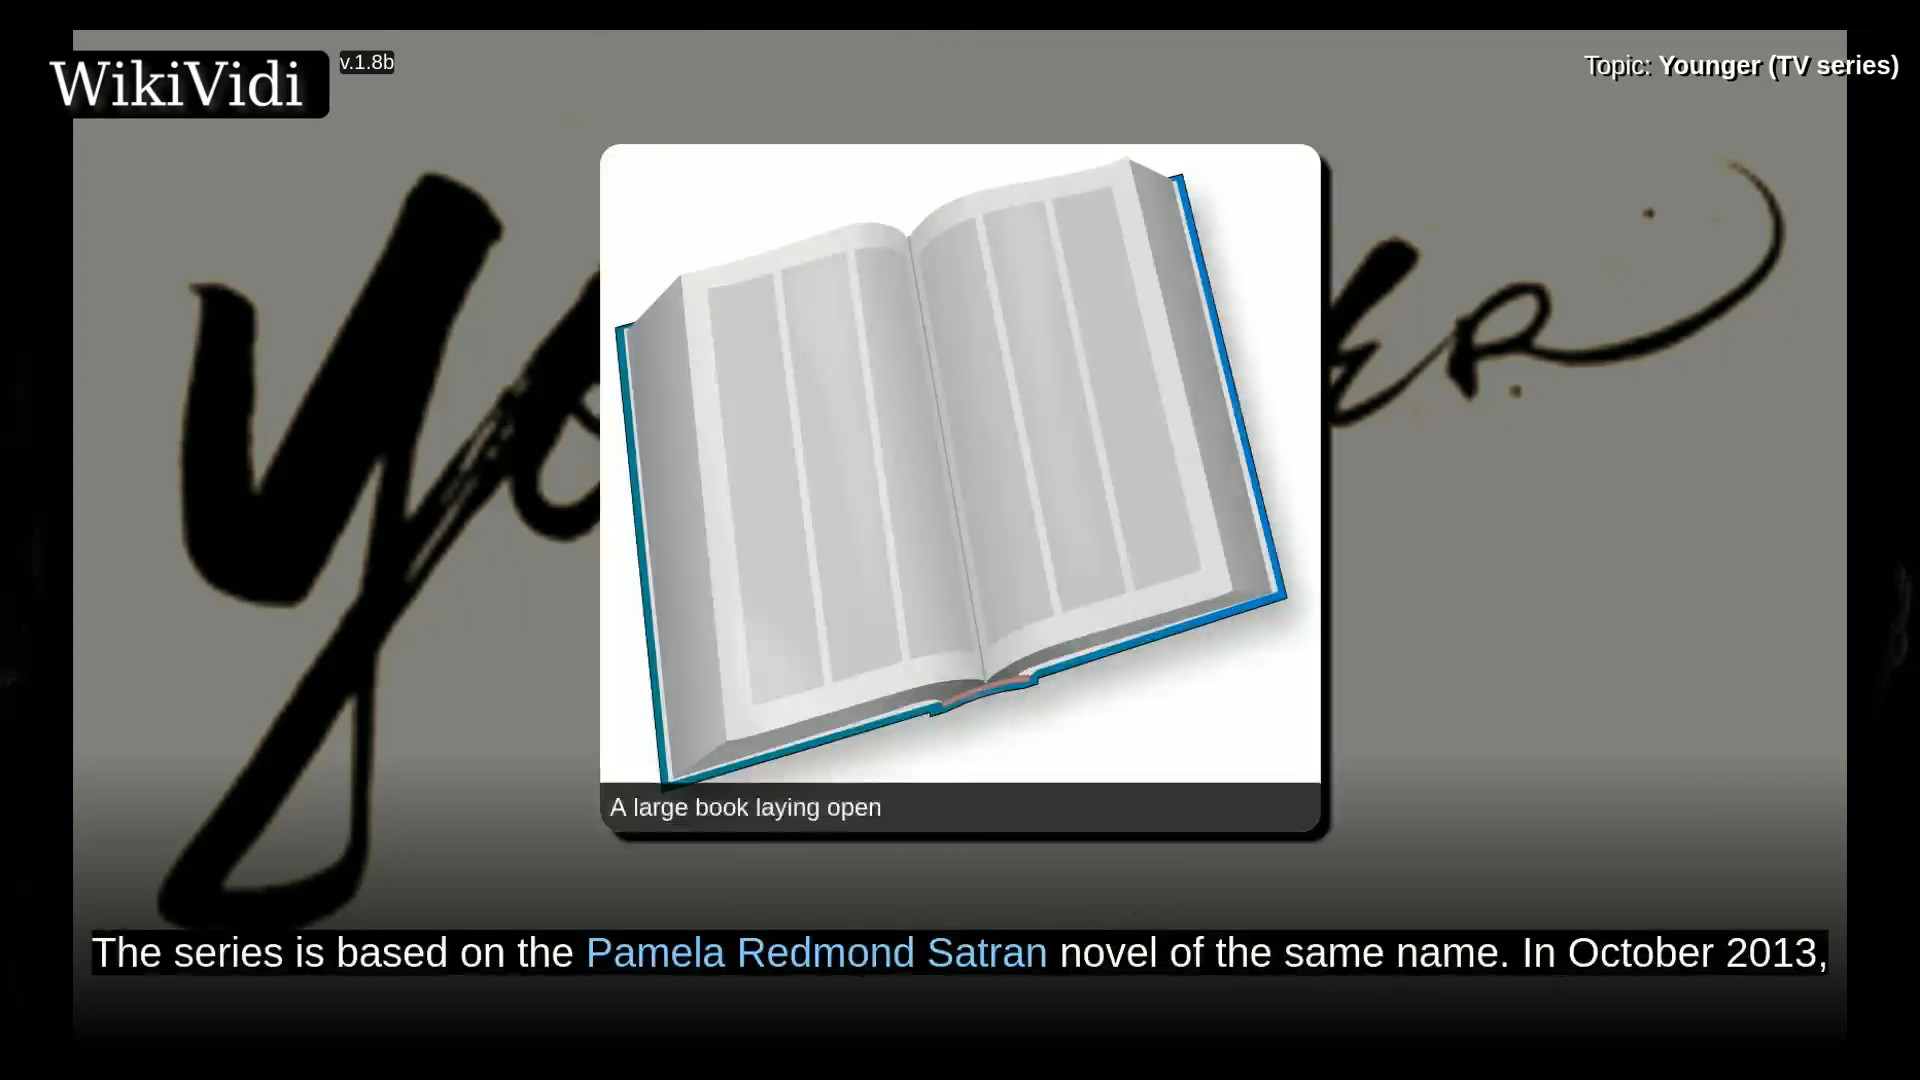 WikiVidi
v.1.8b
Topic: Younger (TV series)
A large book laying open
The series is based on the Pamela Redmond Satran novel of the same name. In October 2013,